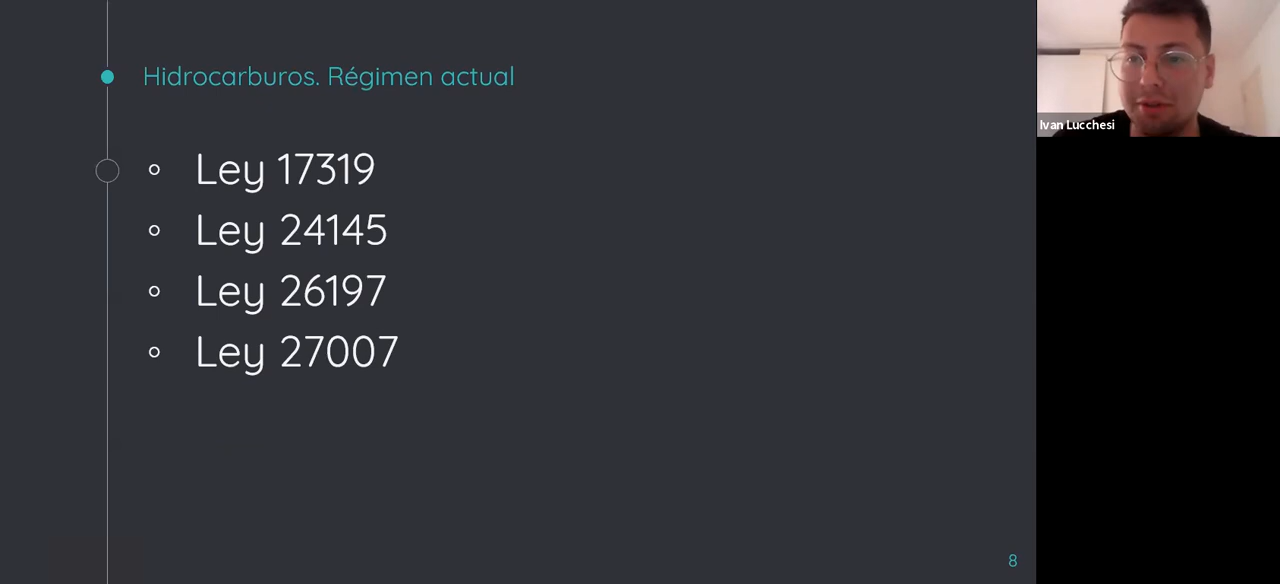 Hidrocarburos. Régimen actual
Ley 17319
Ley 24145
Ley 26197
Ley 27007
8
Ivan Lucchesi